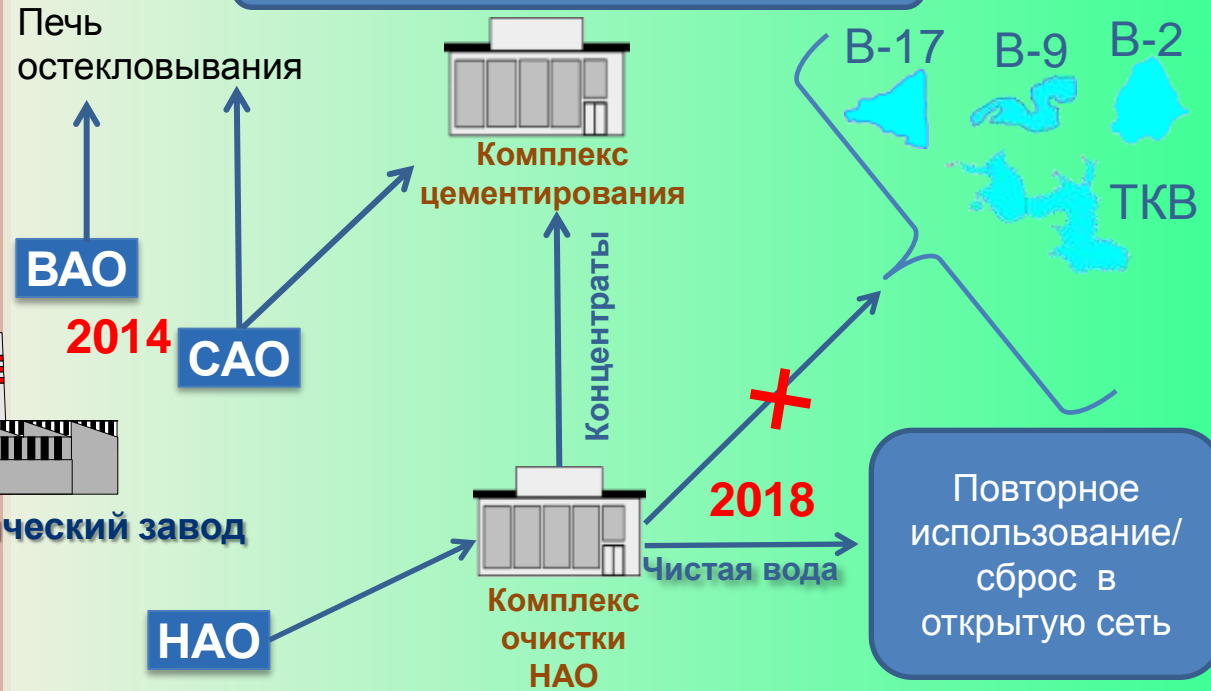 Печь
остекловывания
В-17
В-9
В-2
ТКВ
Комплекс
цементирования
ВАО
2014
САО
Концентраты
ческий завод
2018
Чистая вода
Повторное
использование/
сброс в
открытую сеть
НАО
Комплекс
очистки
НАО